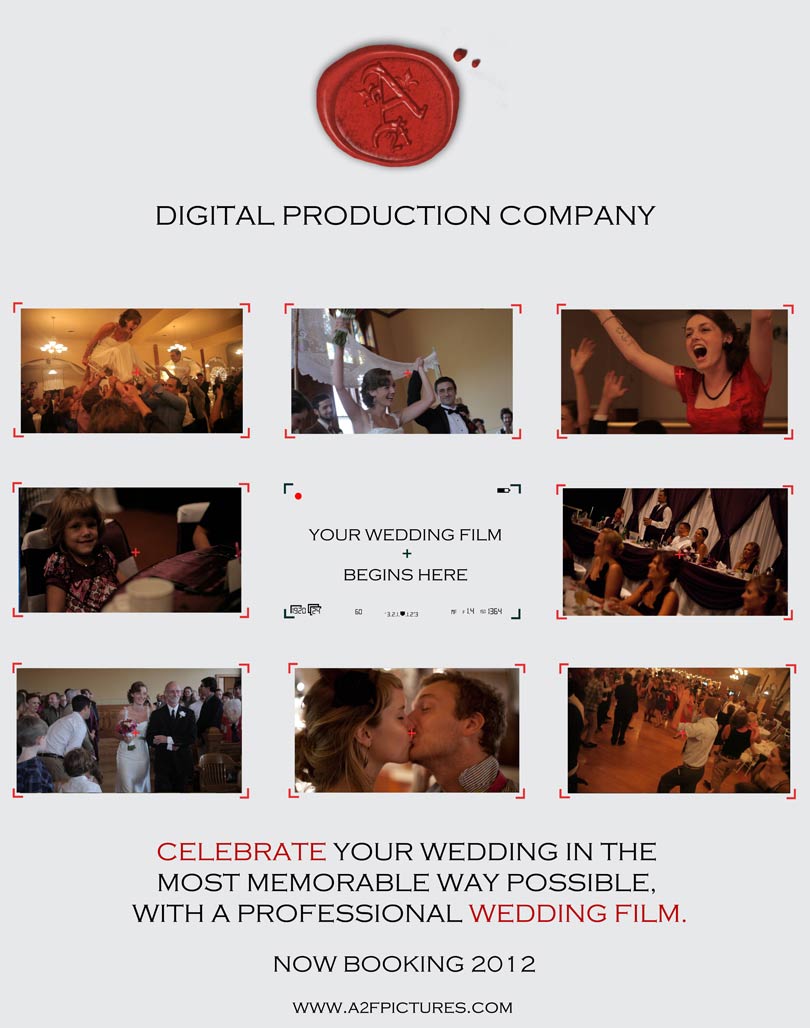 A
DIGITAL PRODUCTION COMPANY
YOUR WEDDING FILM
+
BEGINS HERE
CELEBRATE YOUR WEDDING IN THE
MOST MEMORABLE WAY POSSIBLE,
WITH A PROFESSIONAL WEDDING FILM.
NOW BOOKING 2012
WWW.A2FPICTURES.COM